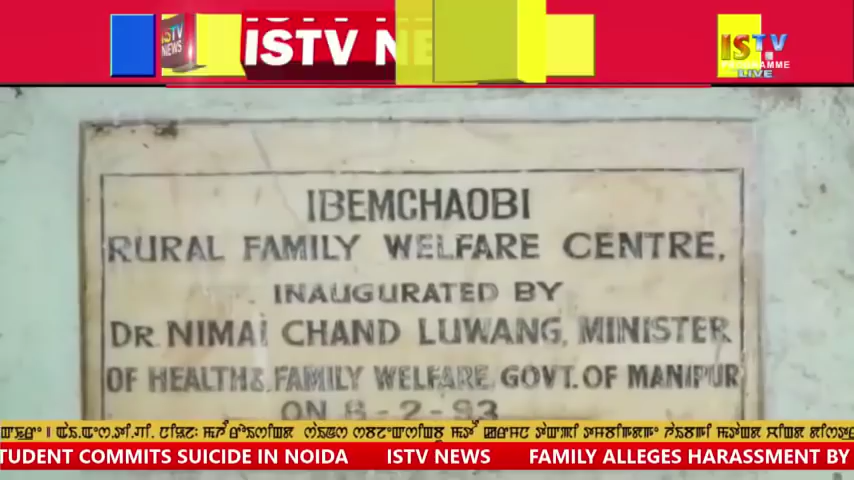 ISTV NEWS
ISTV NE
ISTV
PROGRAMME
LIVE
IBEMCHAOBI
RURAL FAMILY WELFARE CENTRE,
INAUGURATED BY
DR. NIMAI CHAND LUWANG, MINISTER
OF HEALTH & FAMILY WELFARE, GOVT. OF MANIPUR
ON 8-2-93
TUDENT COMMITS SUICIDE IN NOIDA ISTV NEWS FAMILY ALLEGES HARASSMENT BY